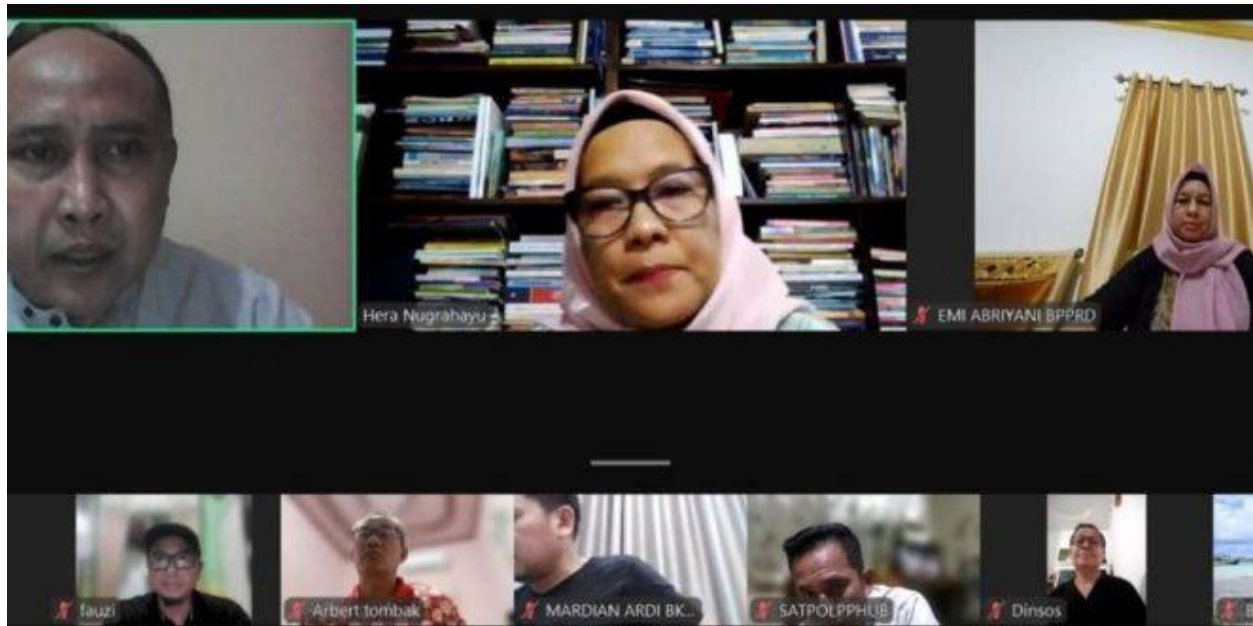 Hera Nugrahayu
EMI ABRIYANI BPPRD
fauzi
Arbert tombak
MARDIAN ARDI BK...
SATPOLPPHUB
Dinsos